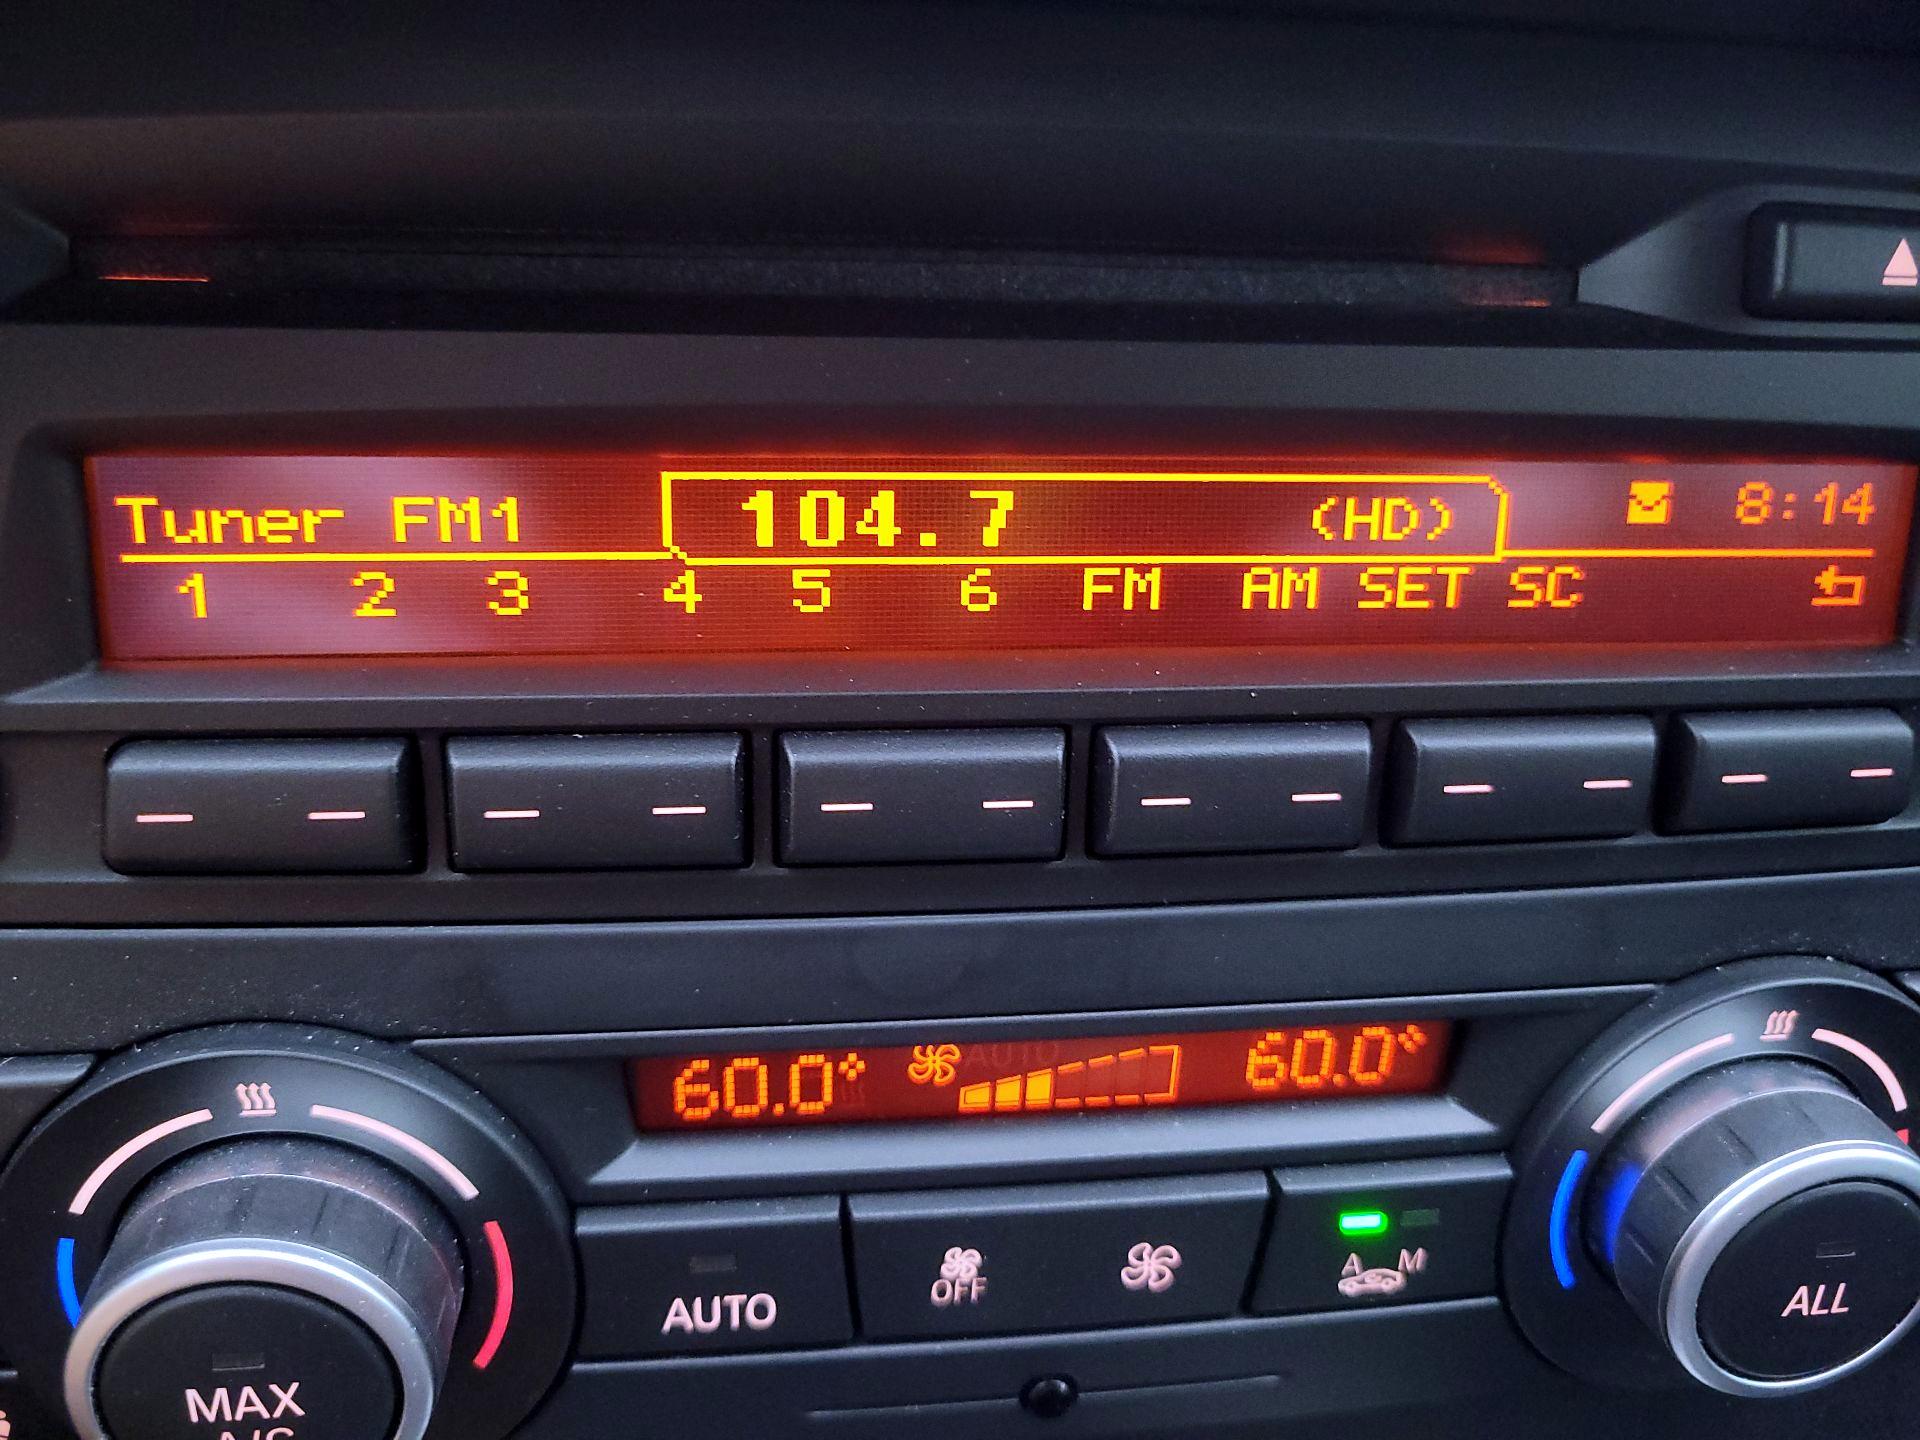 Tuner FM1 104.7 (HD) 8:14
1 2 3 4 5 6 FM AM SET SC
60.0° AUTO 60.0°
AUTO
OFF
A M
ALL
MAX